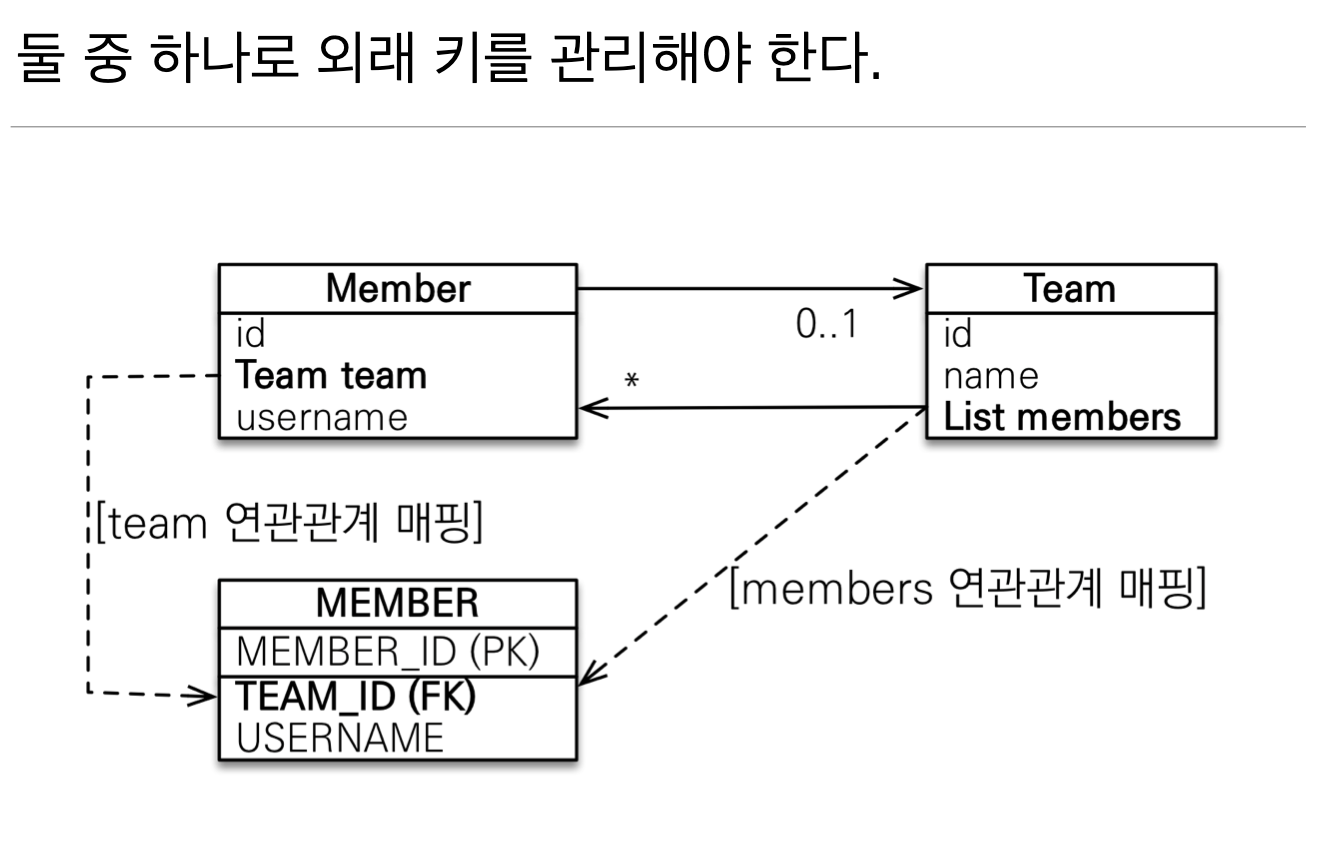 둘 중 하나로 외래 키를 관리해야 한다.
Member
id
Team team
username
0..1
*
Team
id
name
List members
[team 연관관계 매핑]
[members 연관관계 매핑]
MEMBER
MEMBER_ID (PK)
TEAM_ID (FK)
USERNAME